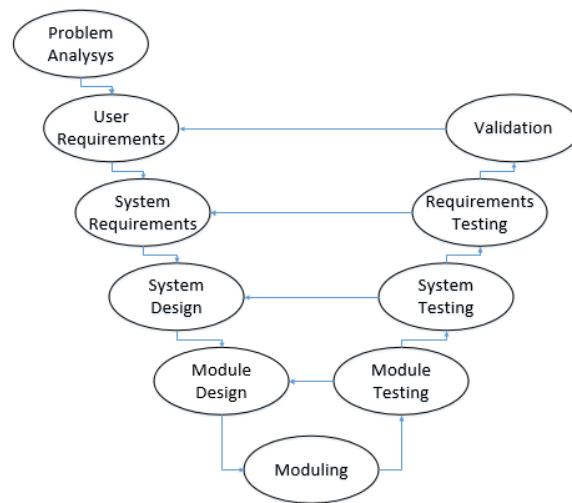 Problem
Analysys
User
Requirements
Validation
System
Requirements
Requirements
Testing
System
Design
System
Testing
Module
Design
Module
Testing
Moduling